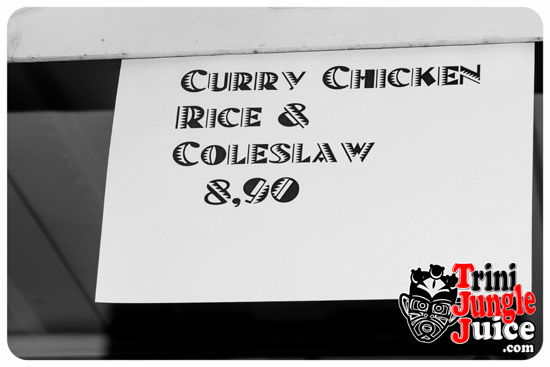 CURRY CHICKEN
RICE &
COLESLAW
8,90
Trini
Jungle
Juice
.com